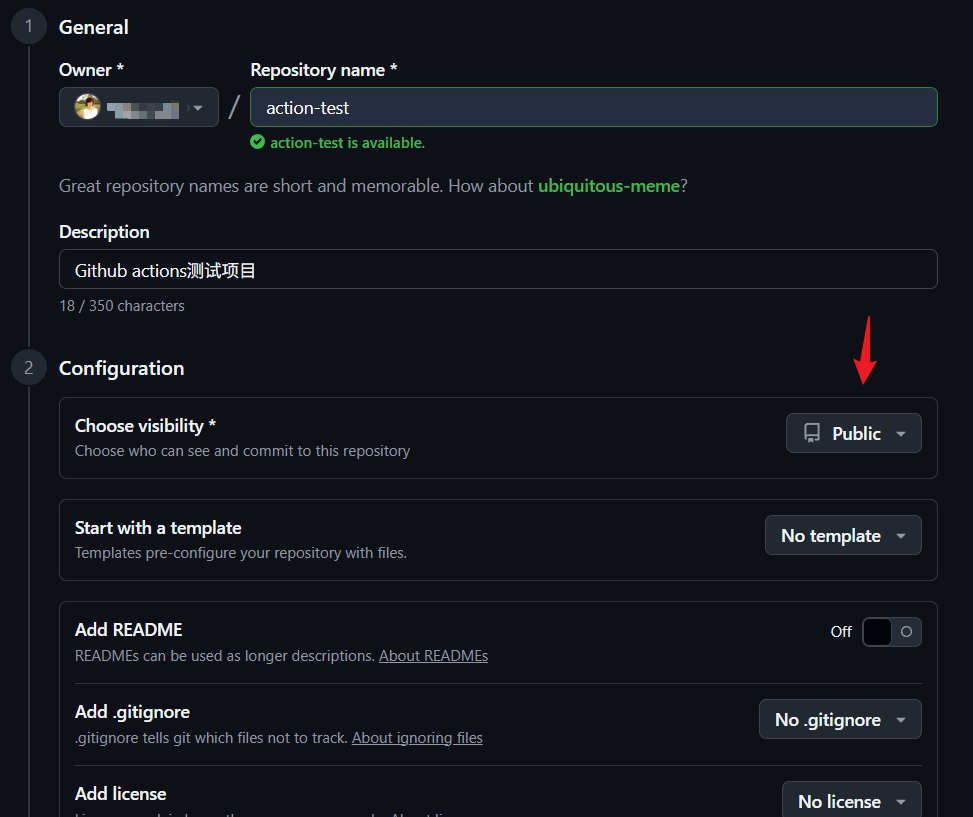 1
General
Owner *
Repository name *
/
action-test
action-test is available.
Great repository names are short and memorable. How about ubiquitous-meme?
Description
Github actions测试项目
18 / 350 characters
2
Configuration
Choose visibility *
Choose who can see and commit to this repository
Public
Start with a template
Templates pre-configure your repository with files.
No template
Add README
READMEs can be used as longer descriptions. About READMEs
Off
Add .gitignore
.gitignore tells git which files not to track. About ignoring files
No .gitignore
Add license
No license